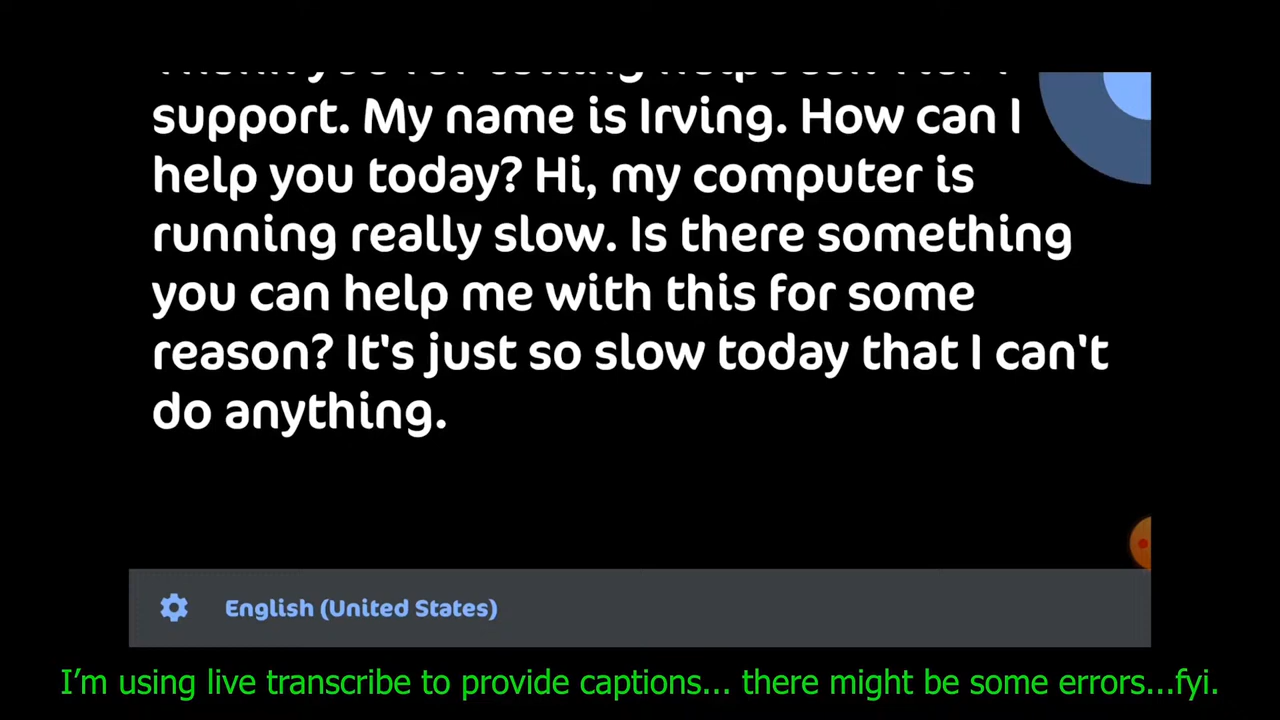 support. My name is Irving. How can I
help you today? Hi, my computer is
running really slow. Is there something
you can help me with this for some
reason? It's just so slow today that I can't
do anything.
English (United States)
I’m using live transcribe to provide captions... there might be some errors...fyi.